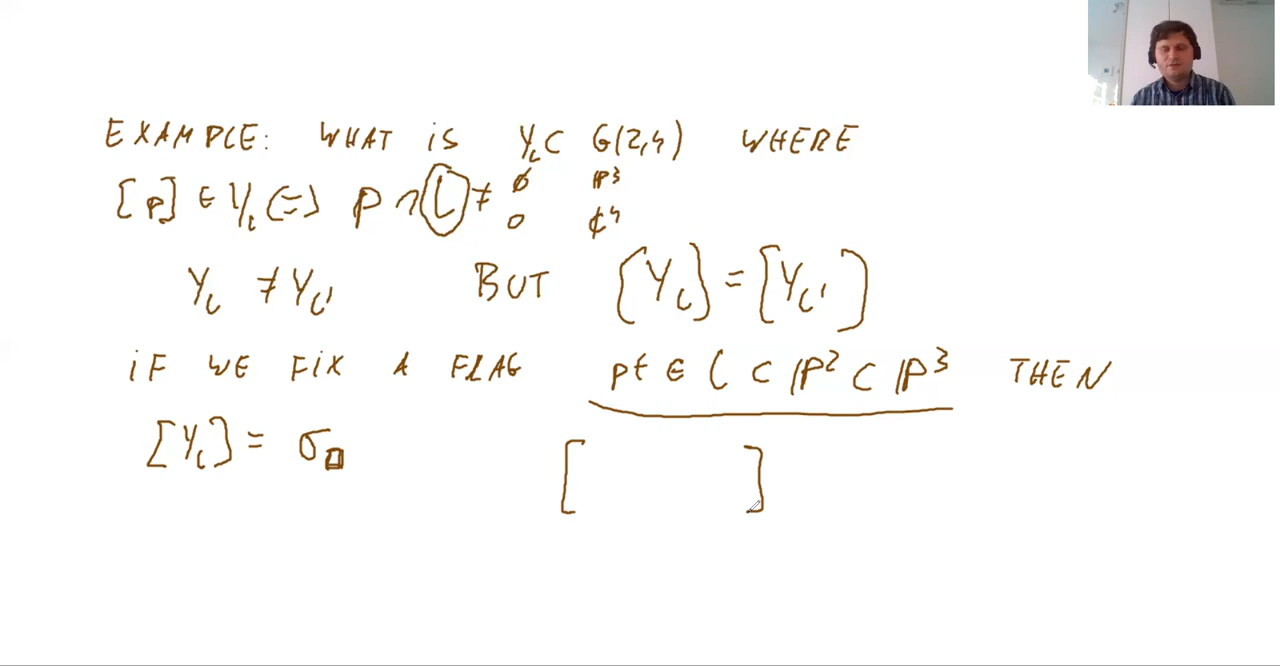 EXAMPLE: WHAT iS Y_L ⊂ G(2,4) WHERE
[P] ∈ Y_L ⇔ P ∩ L ≠ ∅ ℙ³
0 ℂ⁴
Y_L ≠ Y_L' BUT [Y_L] = [Y_L']
iF WE FIX A FLAG pt ∈ L ⊂ ℙ² ⊂ ℙ³ THEN
[Y_L] = σ_□ [ ]